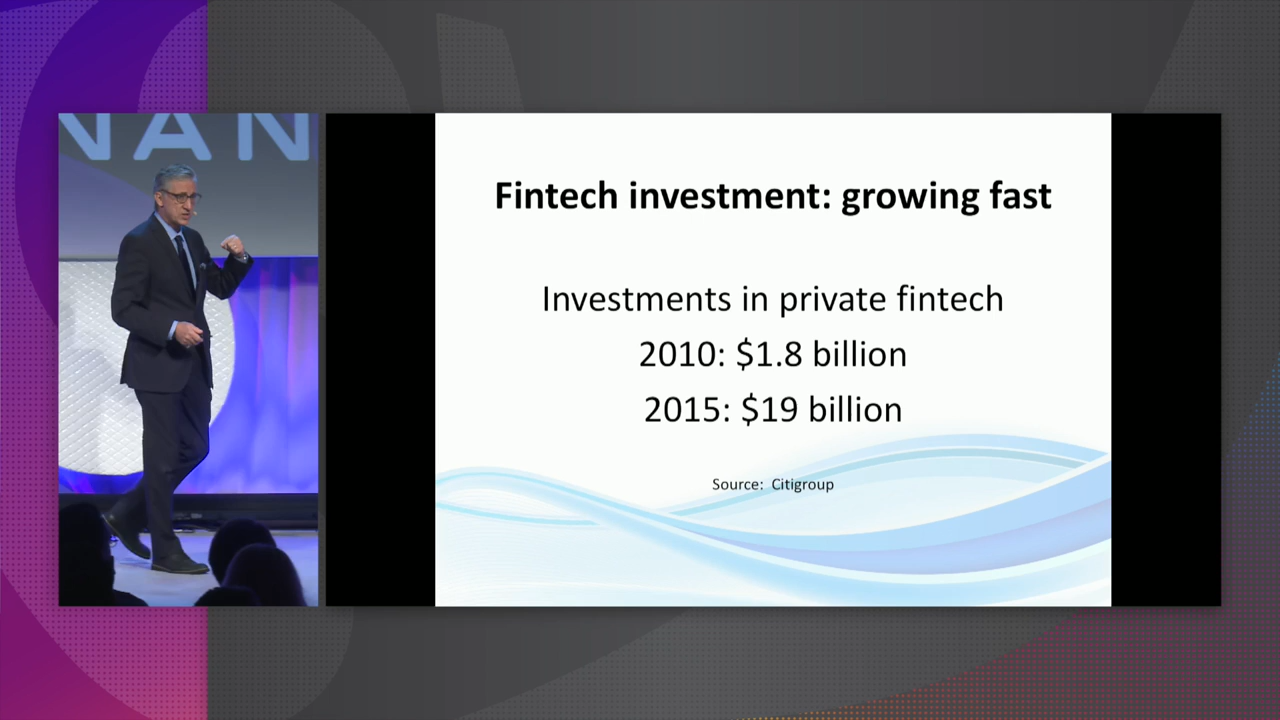 NAN
Fintech investment: growing fast
Investments in private fintech
2010: $1.8 billion
2015: $19 billion
Source: Citigroup